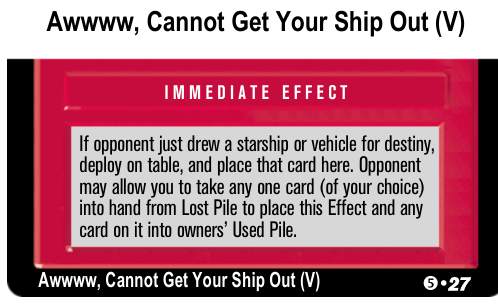 Awwww, Cannot Get Your Ship Out (V)
IMMEDIATE EFFECT
If opponent just drew a starship or vehicle for destiny,
deploy on table, and place that card here. Opponent
may allow you to take any one card (of your choice)
into hand from Lost Pile to place this Effect and any
card on it into owners' Used Pile.
Awwww, Cannot Get Your Ship Out (V) ❺•27